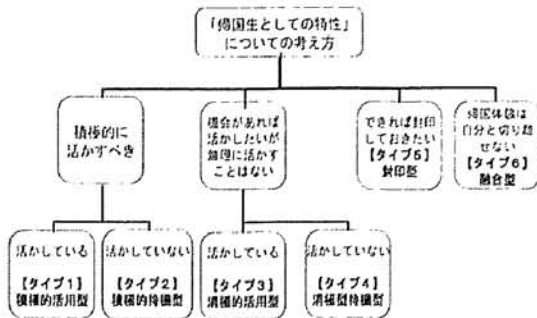 「帰国生としての特性」
についての考え方
積極的に
活かすべき
機会があれば
活かしたいが
無理に活かす
ことはない
できれば封印
しておきたい
【タイプ5】
封印型
帰国体験は
自分と切り離
せない
【タイプ6】
融合型
活かしている
【タイプ1】
積極的活用型
活かしていない
【タイプ2】
積極的待機型
活かしている
【タイプ3】
消極的活用型
活かしていない
【タイプ4】
消極型待機型